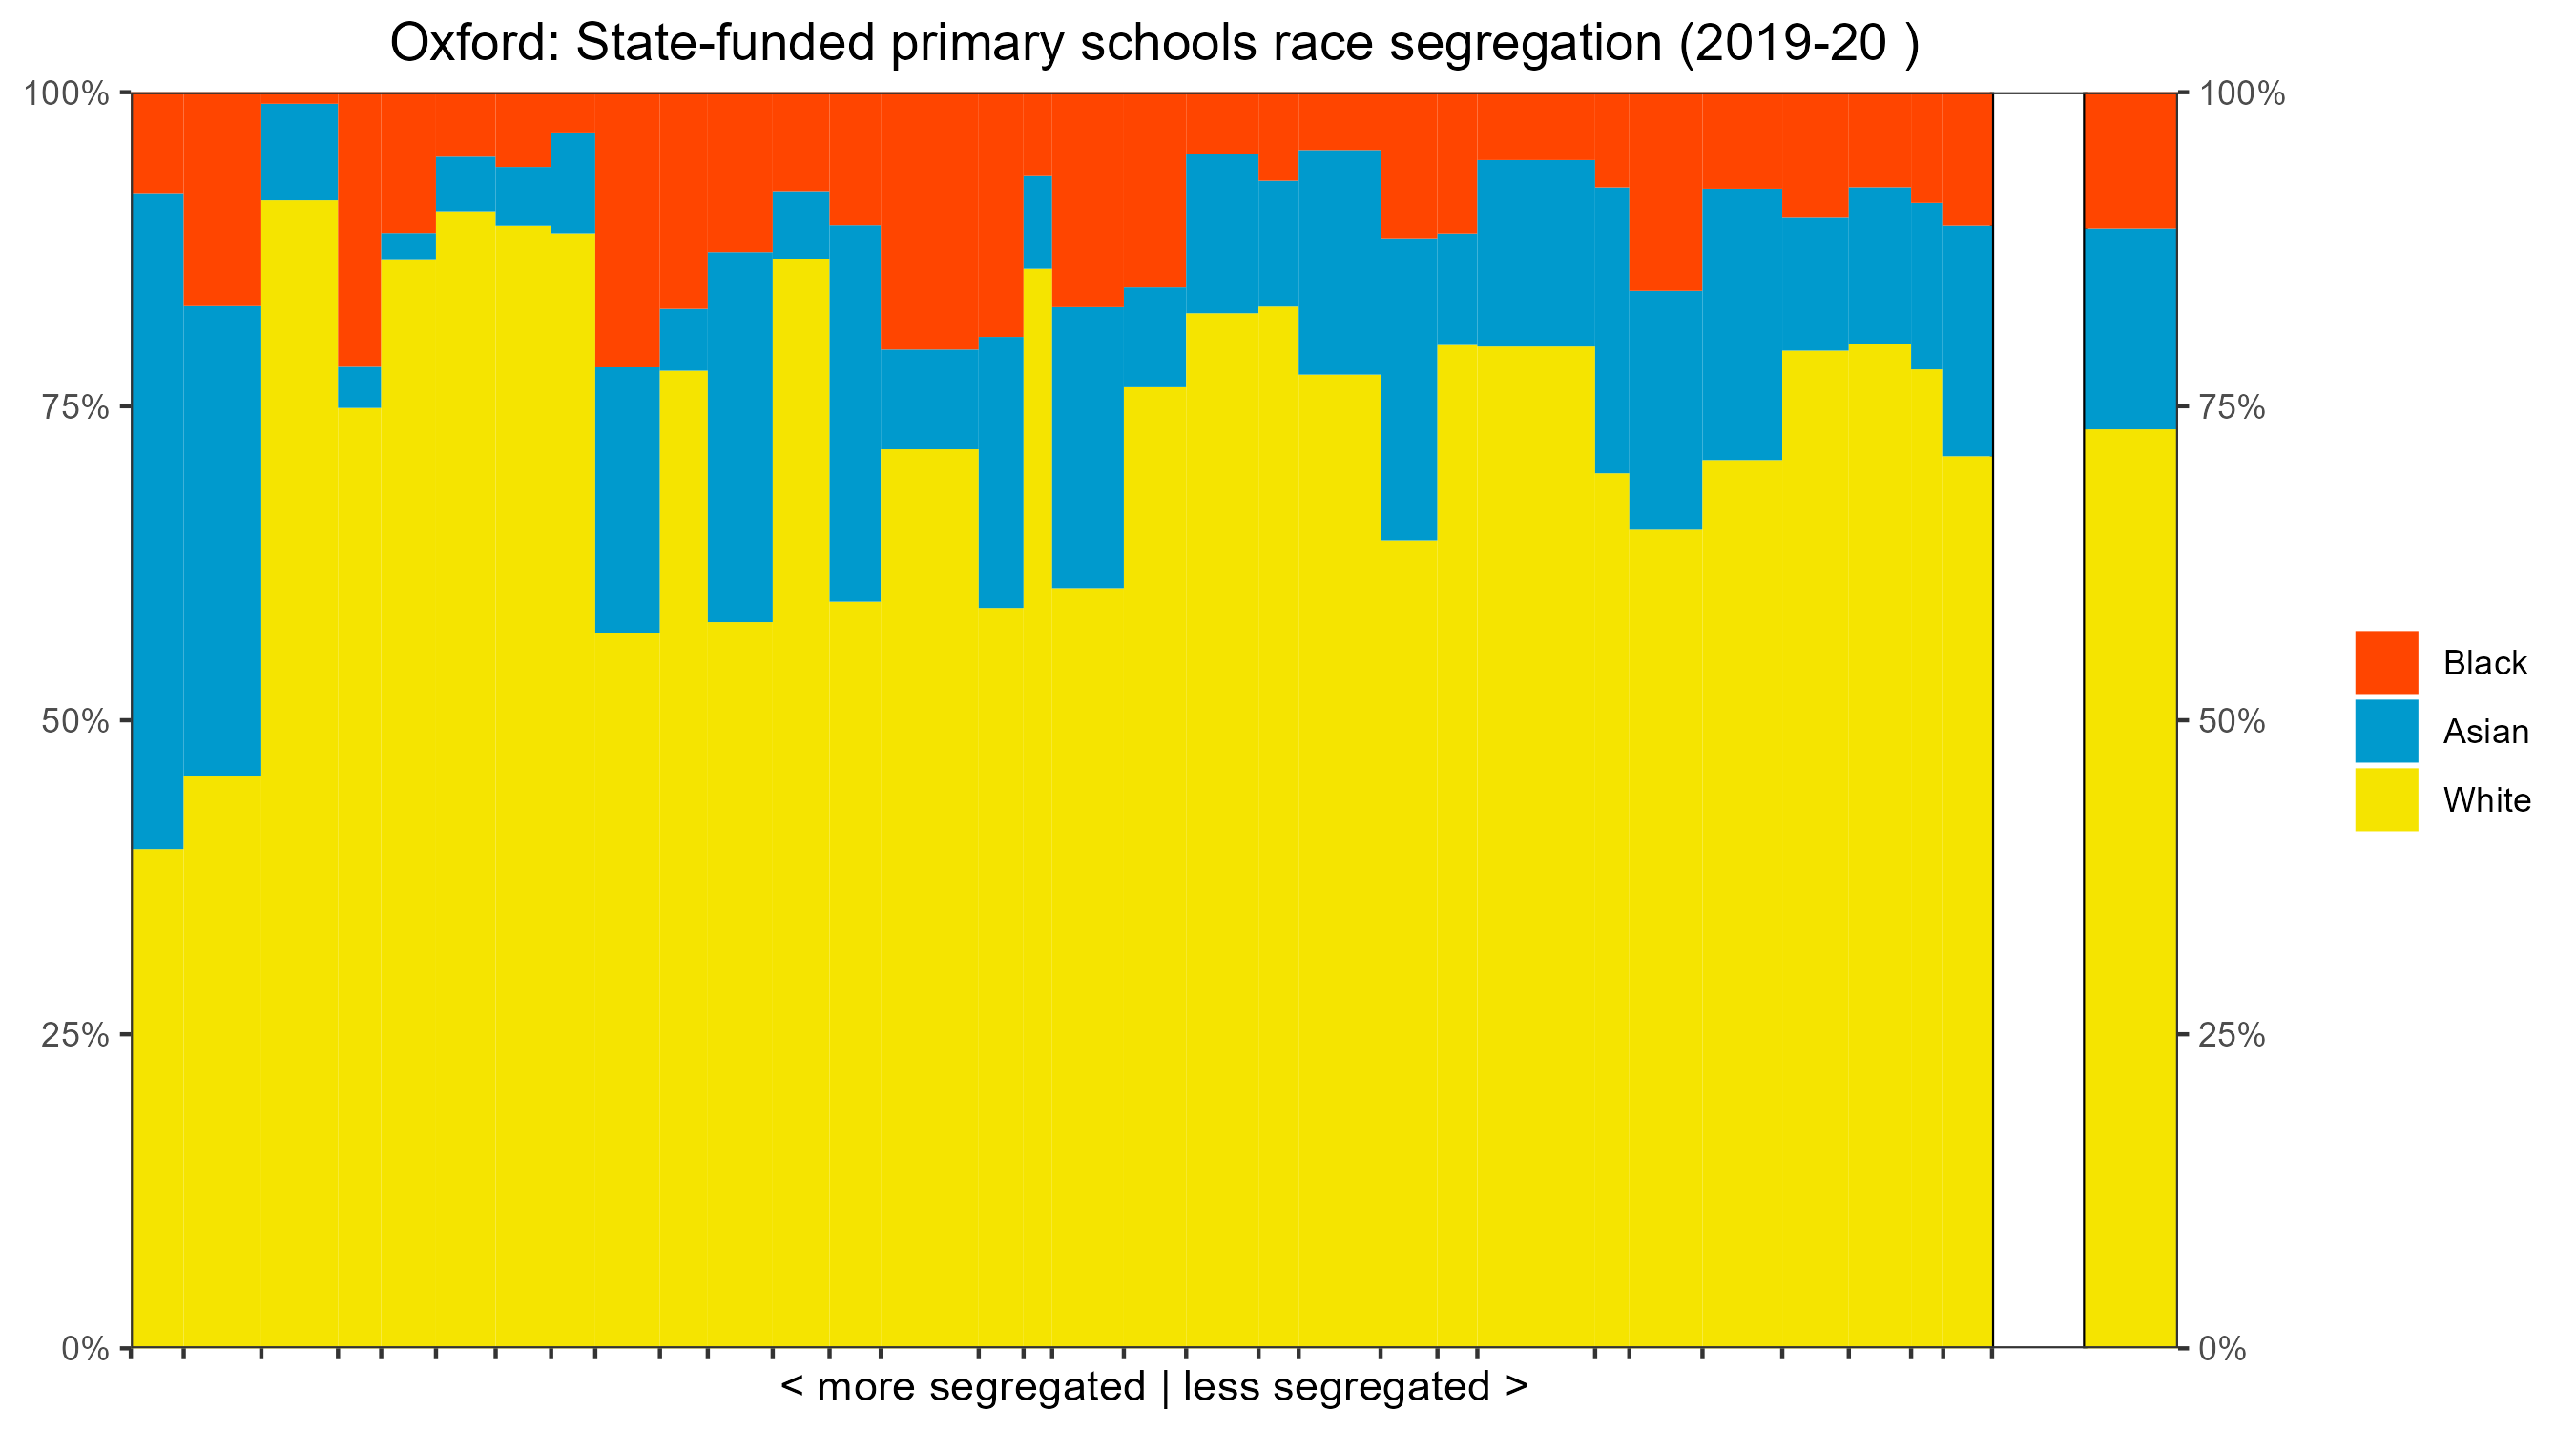 Oxford: State-funded primary schools race segregation (2019-20 )
100%
75%
50%
25%
0%
100%
75%
50%
25%
0%
Black
Asian
White
< more segregated | less segregated >